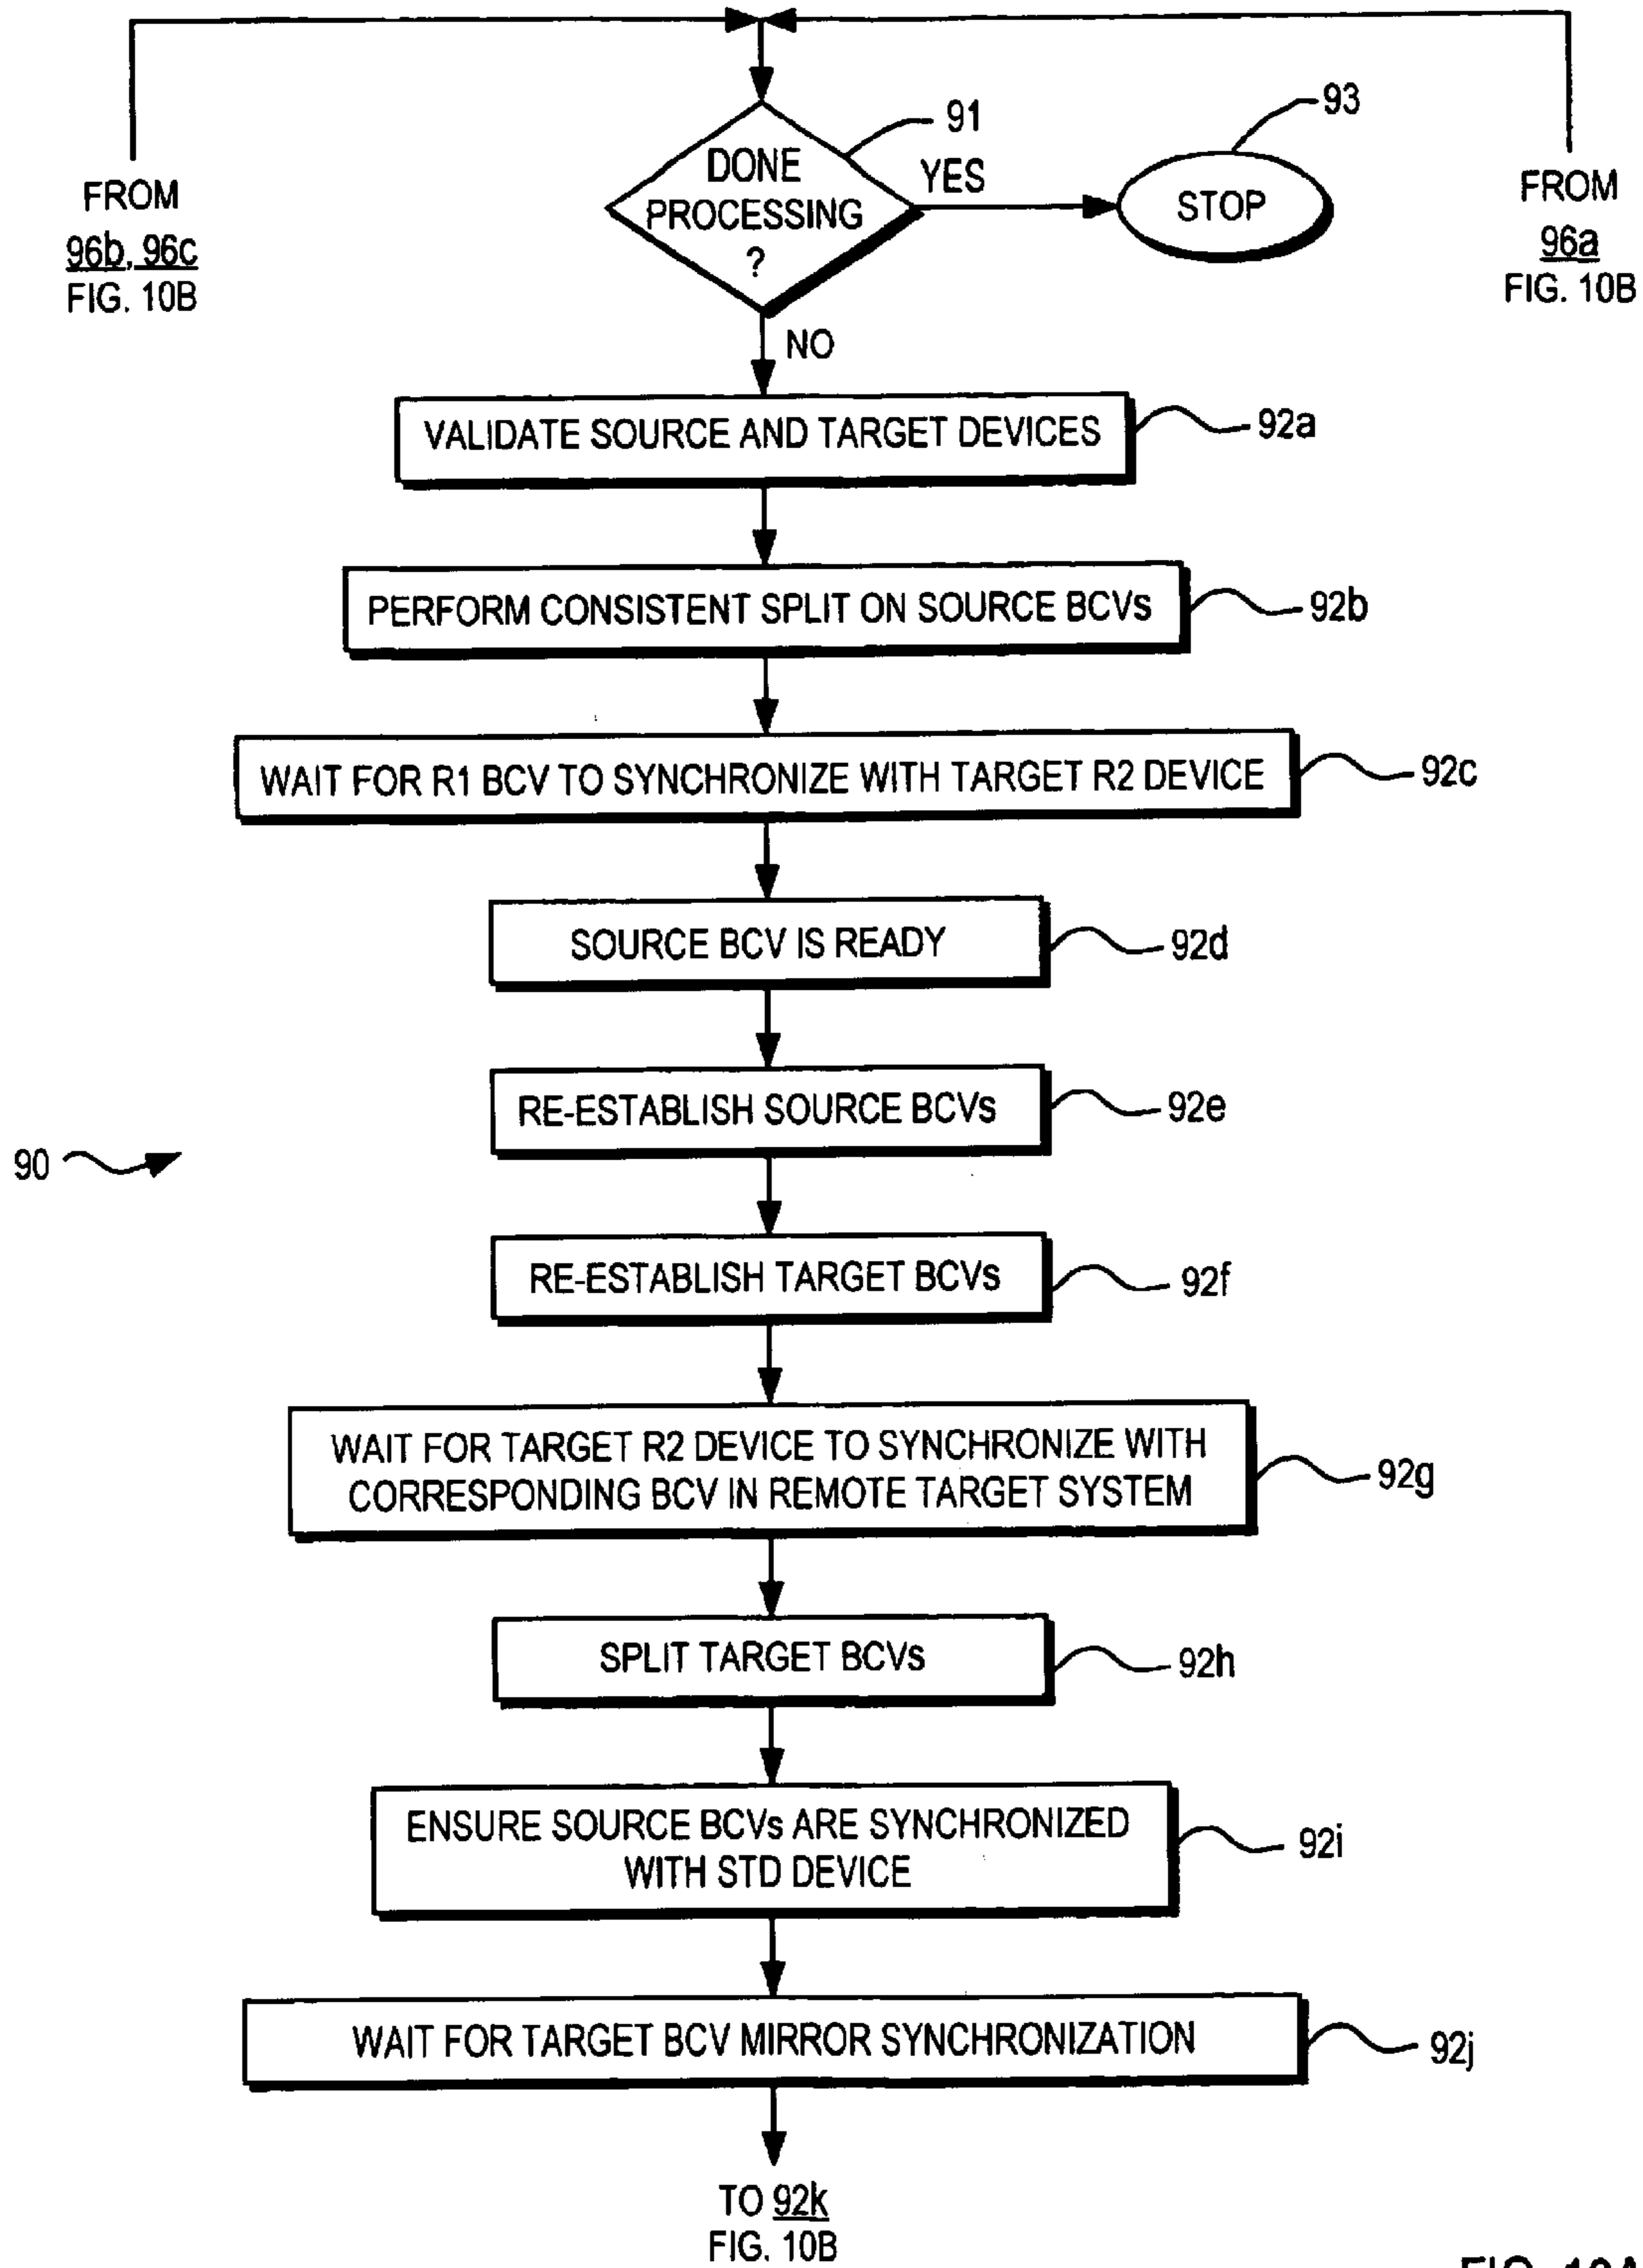 91
93
DONE
PROCESSING
?
YES
STOP
FROM
96b, 96c
FIG. 10B
FROM
96a
FIG. 10B
NO
VALIDATE SOURCE AND TARGET DEVICES
92a
PERFORM CONSISTENT SPLIT ON SOURCE BCVs
92b
WAIT FOR R1 BCV TO SYNCHRONIZE WITH TARGET R2 DEVICE
92c
SOURCE BCV IS READY
92d
RE-ESTABLISH SOURCE BCVs
92e
90
RE-ESTABLISH TARGET BCVs
92f
WAIT FOR TARGET R2 DEVICE TO SYNCHRONIZE WITH
CORRESPONDING BCV IN REMOTE TARGET SYSTEM
92g
SPLIT TARGET BCVs
92h
ENSURE SOURCE BCVs ARE SYNCHRONIZED
WITH STD DEVICE
92i
WAIT FOR TARGET BCV MIRROR SYNCHRONIZATION
92j
TO 92k
FIG. 10B
FIG. 10A